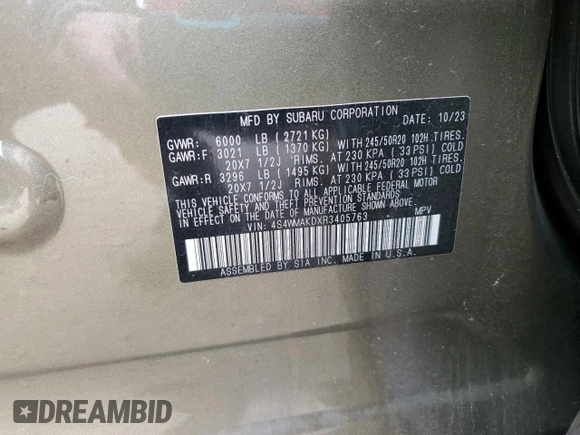 MFD BY SUBARU CORPORATION DATE: 10/23
GVWR: 6000 LB ( 2721 KG)
GAWR:F 3021 LB ( 1370 KG) WITH 245/50R20 102H TIRES.
20X7 1/2J RIMS. AT 230 KPA ( 33 PSI) COLD
GAWR:R 3296 LB ( 1495 KG) WITH 245/50R20 102H TIRES.
20X7 1/2J RIMS. AT 230 KPA ( 33 PSI) COLD
THIS VEHICLE CONFORMS TO ALL APPLICABLE FEDERAL MOTOR
VEHICLE SAFETY AND THEFT PREVENTION STANDARDS
IN EFFECT ON THE DATE OF MANUFACTURE SHOWN ABOVE.
VIN: 4S4WMAKDXR3405763 MPV
ASSEMBLED BY SIA INC. MADE IN U.S.A.
DREAMBID